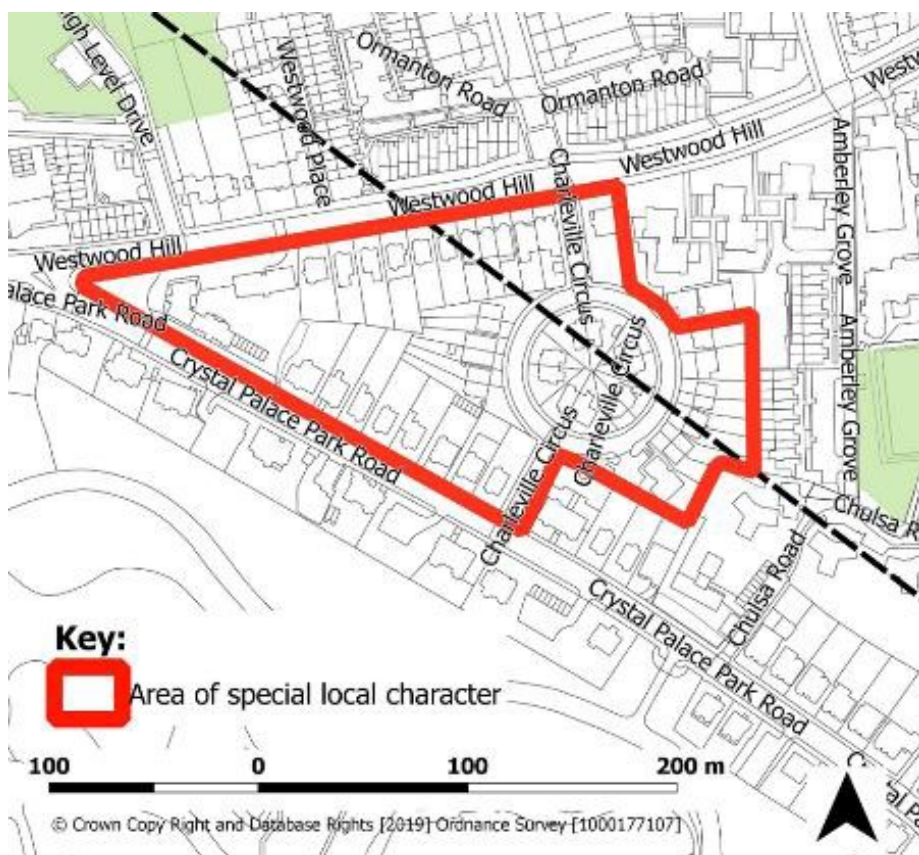 High Level Drive
Westwood Place
Ormanton Road
Ormanton Road
Westwood Hill
Charleville Circus
Westwood Hill
Amberley Grove
Westwood Hill
Palace Park Road
Crystal Palace Park Road
Charleville Circus
Charleville Circus
Amberley Grove
Chulsa
Chulsa Road
Crystal Palace Park Road
Key:
Area of special local character
100 0 100 200 m
© Crown Copy Right and Database Rights [2019] Ordnance Survey [1000177107]